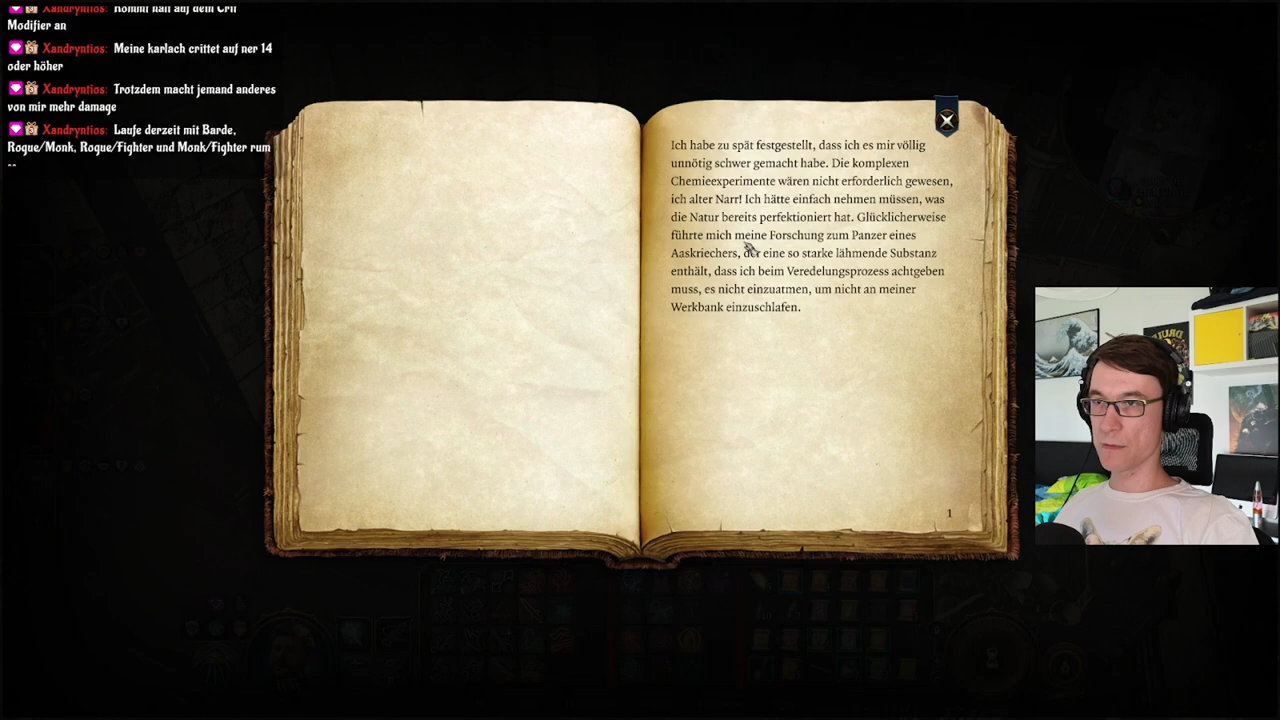 Xandryntios: Kommt halt auf dein Crit
Modifier an
Xandryntios: Meine karlach crittet auf ner 14
oder höher
Xandryntios: Trotzdem macht jemand anderes
von mir mehr damage
Xandryntios: Laufe derzeit mit Barde,
Rogue/Monk, Rogue/Fighter und Monk/Fighter rum
Ich habe zu spät festgestellt, dass ich es mir völlig
unnötig schwer gemacht habe. Die komplexen
Chemieexperimente wären nicht erforderlich gewesen,
ich alter Narr! Ich hätte einfach nehmen müssen, was
die Natur bereits perfektioniert hat. Glücklicherweise
führte mich meine Forschung zum Panzer eines
Aaskriechers, der eine so starke lähmende Substanz
enthält, dass ich beim Veredelungsprozess achtgeben
muss, es nicht einzuatmen, um nicht an meiner
Werkbank einzuschlafen.
1